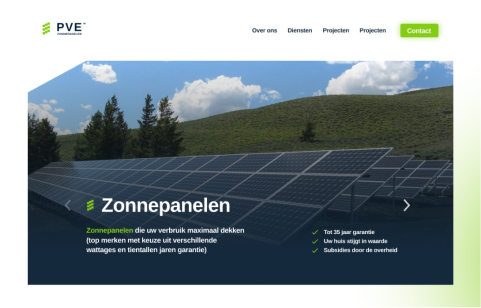 PVE™
Over ons Diensten Projecten Projecten Contact
Zonnepanelen
Zonnepanelen die uw verbruik maximaal dekken
(top merken met keuze uit verschillende
wattages en tientallen jaren garantie)
Tot 35 jaar garantie
Uw huis stijgt in waarde
Subsidies door de overheid